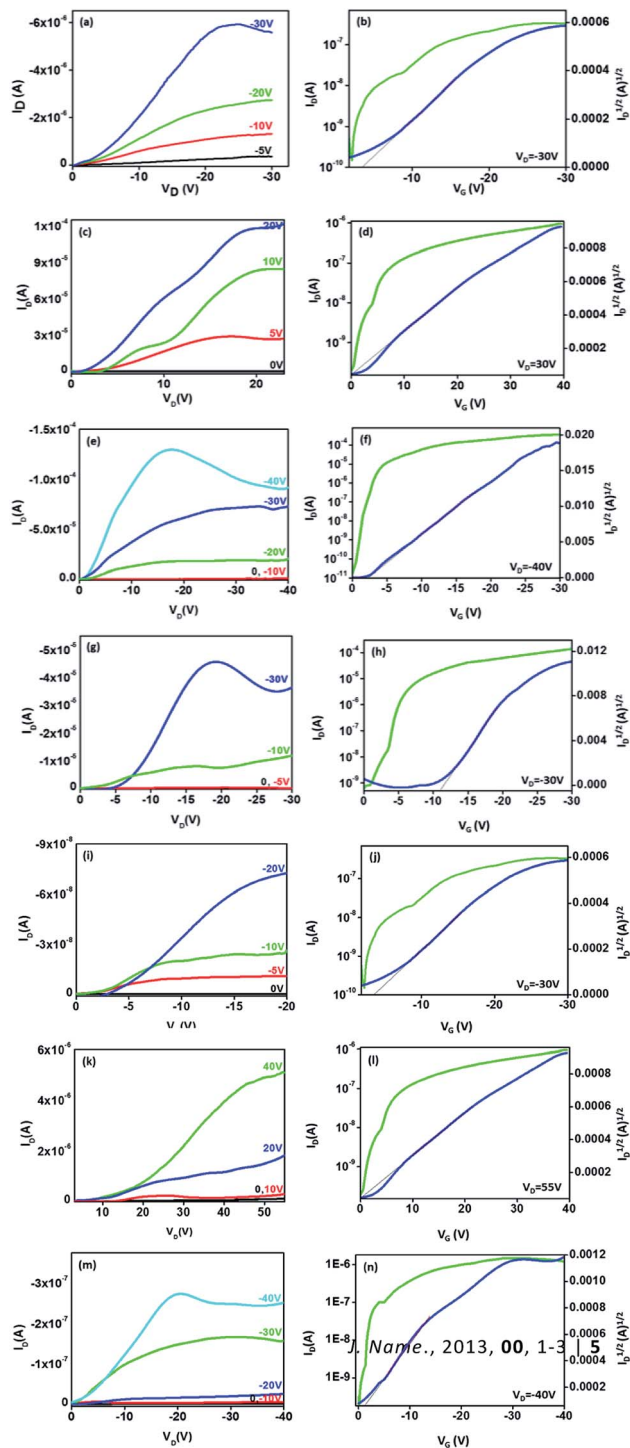 (a)
-30V
-20V
-10V
-5V
-6x10⁻⁶
-4x10⁻⁶
-2x10⁻⁶
0
I_D (A)
0 -10 -20 -30
V_D (V)
(b)
10⁻⁷
10⁻⁸
10⁻⁹
10⁻¹⁰
I_D(A)
0.0006
0.0004
0.0002
0.0000
I_D^1/2 (A)^1/2
V_D=-30V
-10 -20 -30
V_G (V)
(c)
20V
10V
5V
0V
1x10⁻⁴
9x10⁻⁵
6x10⁻⁵
3x10⁻⁵
0
I_D(A)
0 10 20
V_D(V)
(d)
10⁻⁶
10⁻⁷
10⁻⁸
10⁻⁹
I_D(A)
0.0008
0.0006
0.0004
0.0002
I_D^1/2 (A)^1/2
V_D=30V
0 10 20 30 40
V_G (V)
(e)
-40V
-30V
-20V
0, -10V
-1.5x10⁻⁴
-1.0x10⁻⁴
-5.0x10⁻⁵
0.0
I_D(A)
0 -10 -20 -30 -40
V_D(V)
(f)
10⁻⁴
10⁻⁵
10⁻⁶
10⁻⁷
10⁻⁸
10⁻⁹
10⁻¹⁰
10⁻¹¹
I_D(A)
0.020
0.015
0.010
0.005
0.000
I_D^1/2 (A)^1/2
V_D=-40V
0 -5 -10 -15 -20 -25 -30
V_G (V)
(g)
-30V
-10V
0, -5V
I_D(A)
0
0 -5 -10 -15 -20 -25 -30
V_D(V)
(h)
10⁻⁴
10⁻⁵
10⁻⁶
10⁻⁷
10⁻⁸
10⁻⁹
I_D(A)
0.012
0.008
0.004
0.000
I_D^1/2 (A)^1/2
V_D=-30V
0 -5 -10 -15 -20 -25 -30
V_G (V)
(i)
-20V
-10V
-5V
0V
-9x10⁻⁸
-6x10⁻⁸
-3x10⁻⁸
0
I_D(A)
0 -5 -10 -15 -20
(j)
10⁻⁷
10⁻⁸
10⁻⁹
10⁻¹⁰
I_D(A)
0.0006
0.0004
0.0002
0.0000
I_D^1/2 (A)^1/2
V_D=-30V
-10 -20 -30
V_G (V)
(k)
40V
20V
0,10V
6x10⁻⁶
4x10⁻⁶
2x10⁻⁶
0
I_D(A)
10 20 30 40 50
V_D(V)
(l)
10⁻⁶
10⁻⁷
10⁻⁸
10⁻⁹
I_D(A)
0.0008
0.0006
0.0004
0.0002
I_D^1/2 (A)^1/2
V_D=55V
0 10 20 30 40
V_G (V)
(m)
-40V
-30V
-20V
0,-10V
-3x10⁻⁷
-2x10⁻⁷
-1x10⁻⁷
0
I_D(A)
0 -10 -20 -30 -40
V_D(V)
(n)
1E-6
1E-7
1E-8
1E-9
I_D(A)
0.0012
0.0010
0.0008
0.0006
0.0004
0.0002
I_D^1/2 (A)^1/2
V_D=-40V
0 -10 -20 -30 -40
V_G (V)
J. Name., 2013, 00, 1-3 | 5